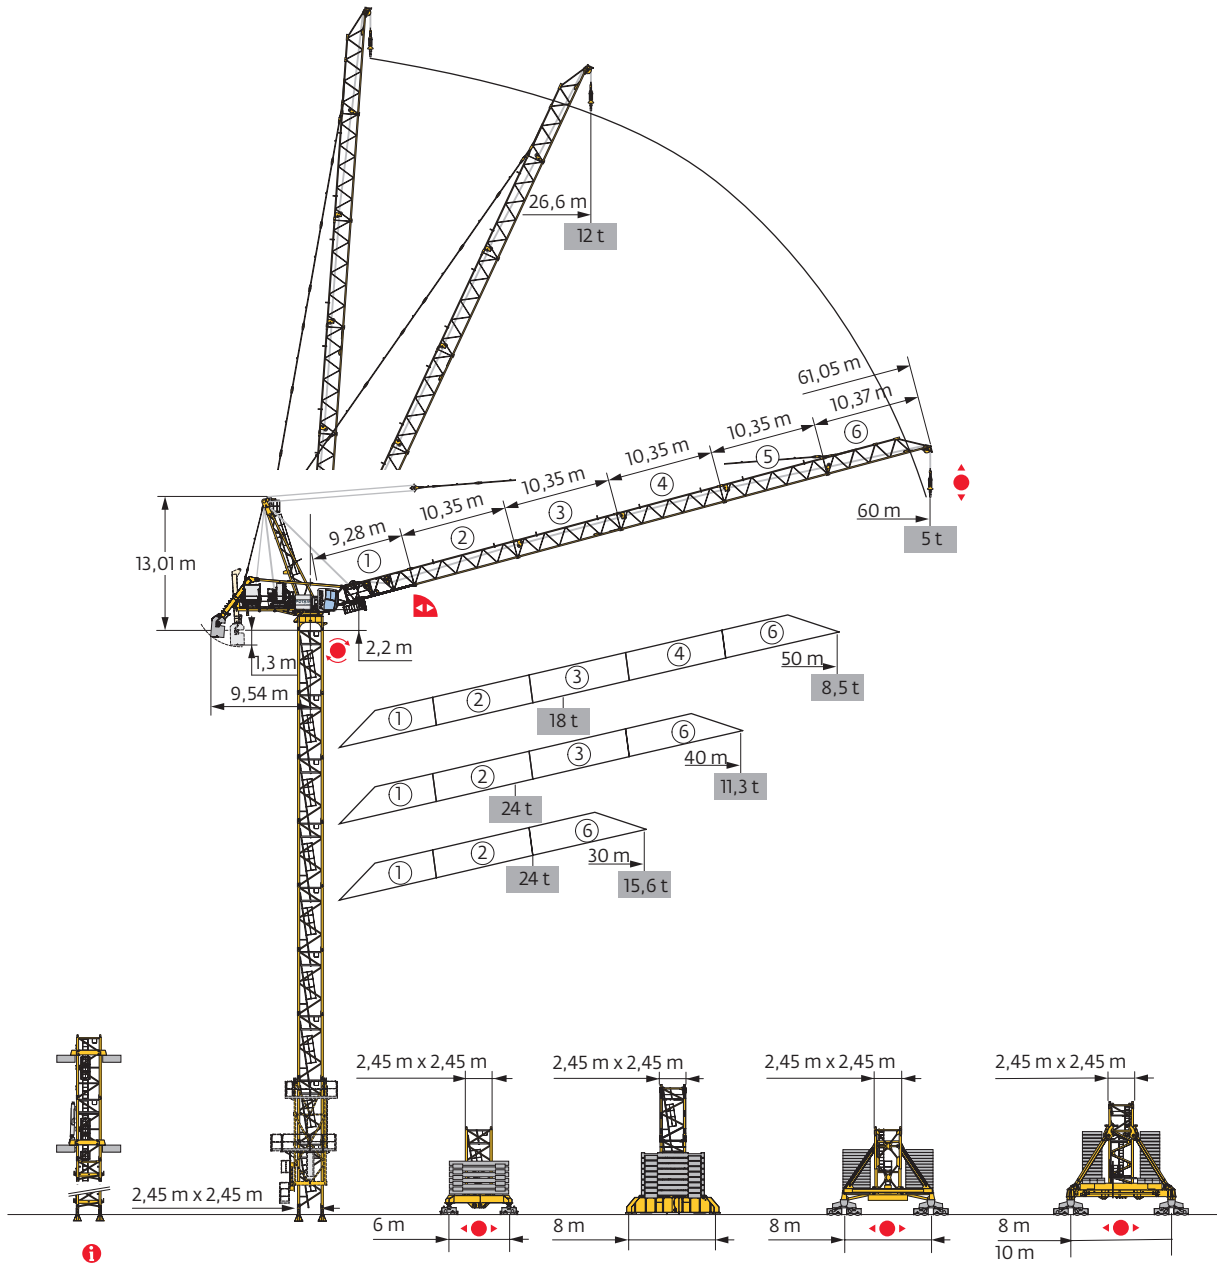 26,6 m
12 t
61,05 m
10,37 m
10,35 m
10,35 m
10,35 m
10,35 m
9,28 m
① ② ③ ④ ⑤ ⑥
60 m
5 t
13,01 m
2,2 m
1,3 m
9,54 m
① ② ③ ④ ⑥
50 m
8,5 t
18 t
① ② ③ ⑥
40 m
11,3 t
24 t
① ② ⑥
30 m
15,6 t
24 t
2,45 m x 2,45 m
2,45 m x 2,45 m
2,45 m x 2,45 m
2,45 m x 2,45 m
2,45 m x 2,45 m
6 m
8 m
8 m
8 m
10 m
i